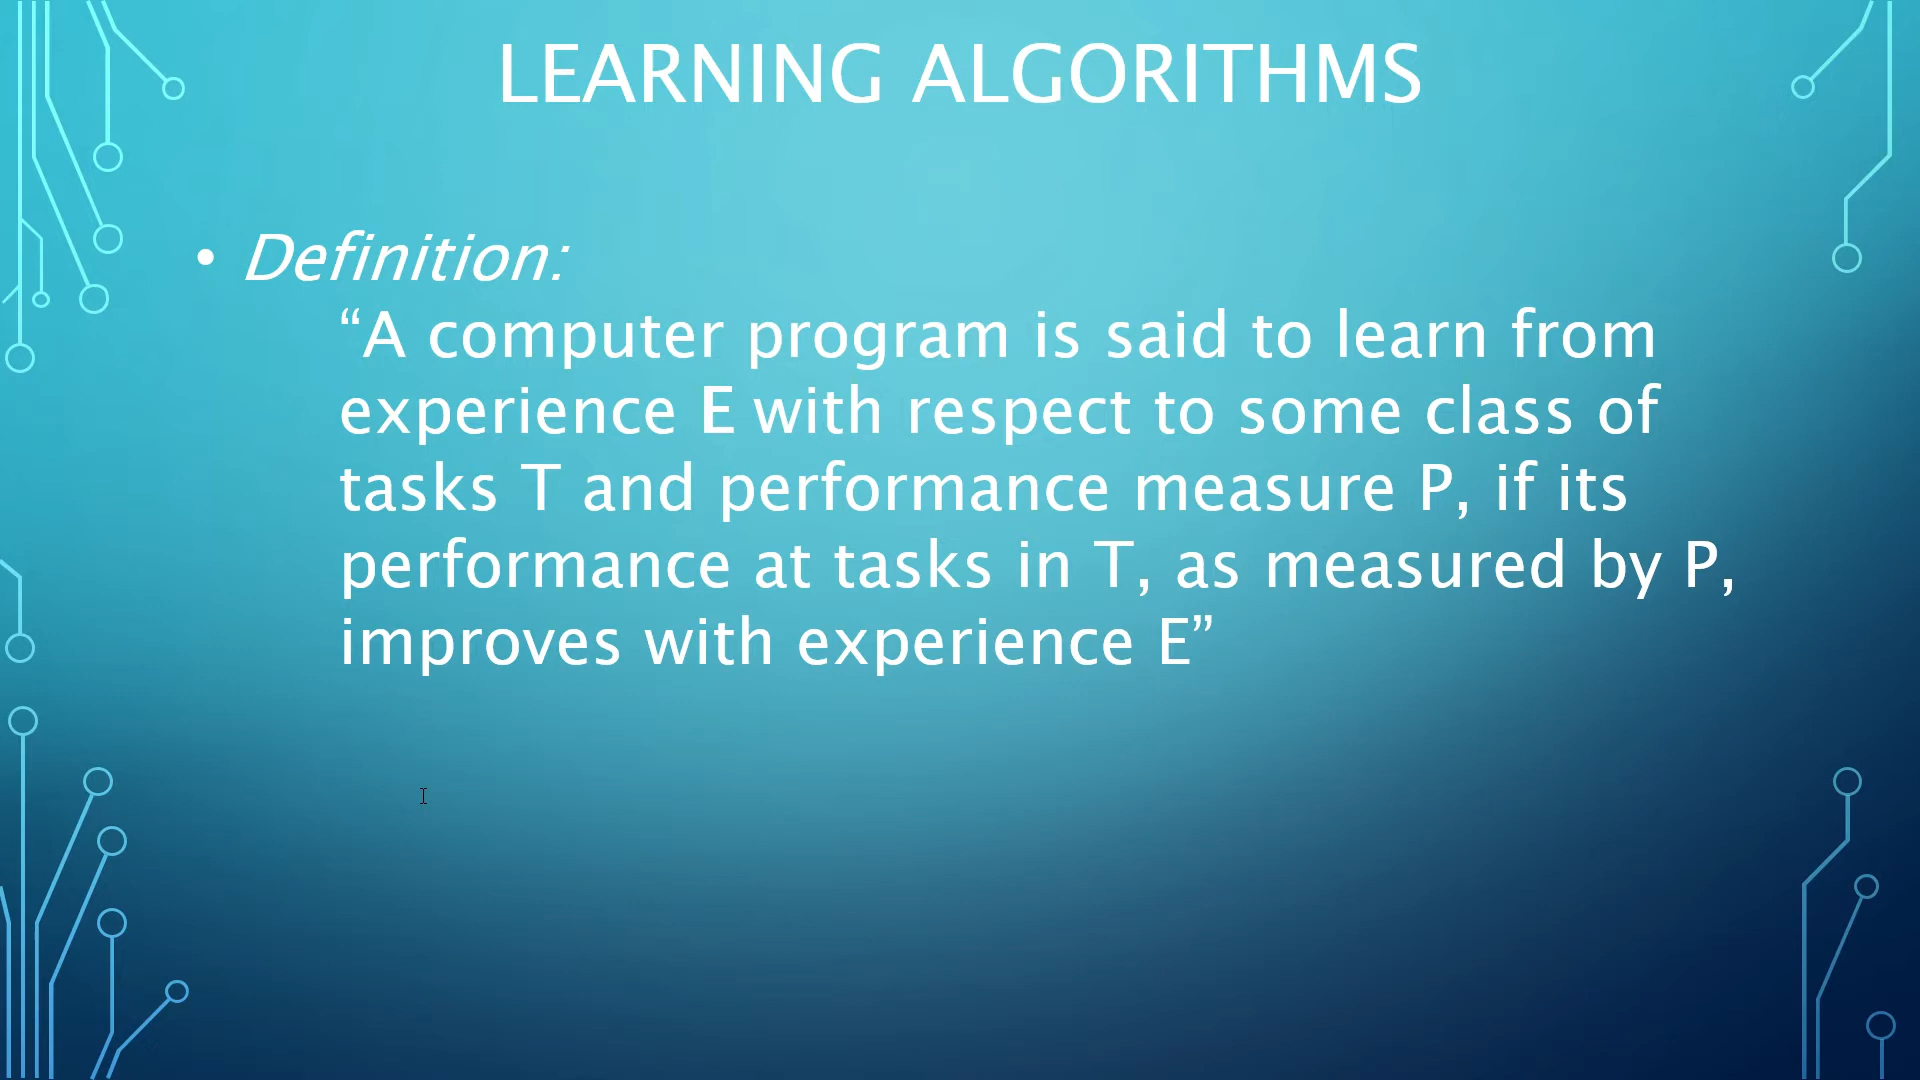 LEARNING ALGORITHMS
• Definition:
“A computer program is said to learn from
experience E with respect to some class of
tasks T and performance measure P, if its
performance at tasks in T, as measured by P,
improves with experience E”